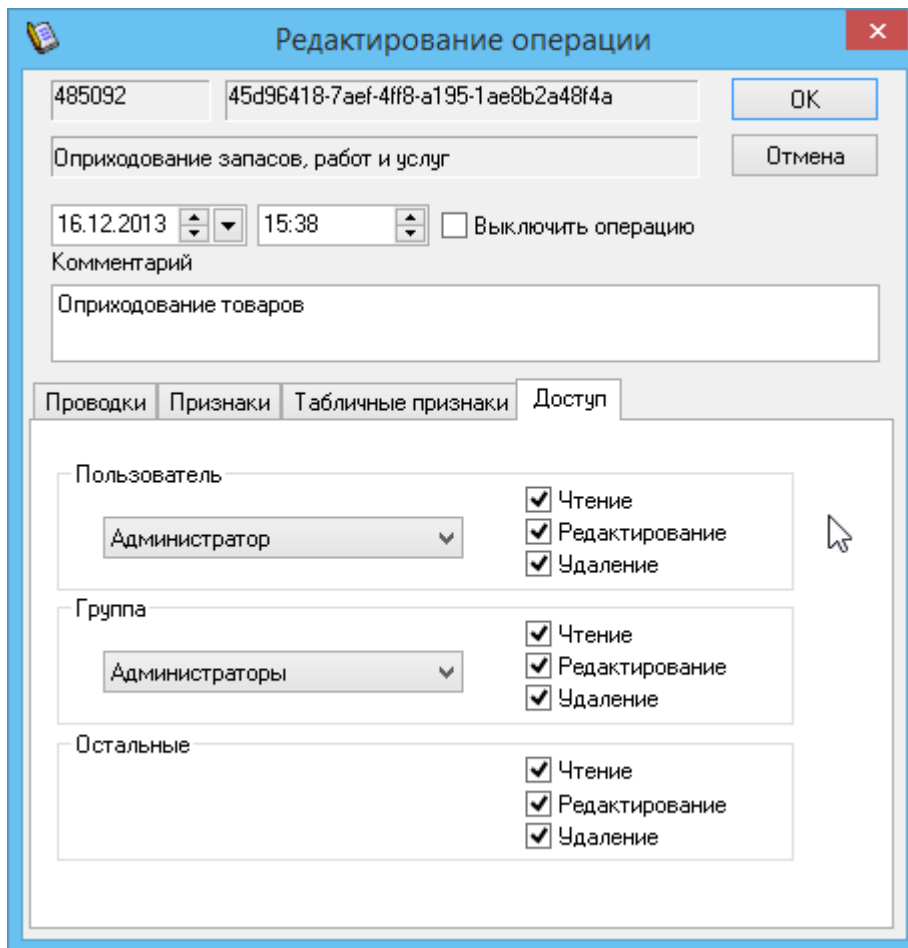 Редактирование операции
485092 45d96418-7aef-4ff8-a195-1ae8b2a48f4a OK
Оприходование запасов, работ и услуг Отмена
16.12.2013 15:38 Выключить операцию
Комментарий
Оприходование товаров
Проводки Признаки Табличные признаки Доступ
Пользователь
Чтение
Администратор Редактирование
Удаление
Группа
Чтение
Администраторы Редактирование
Удаление
Остальные
Чтение
Редактирование
Удаление